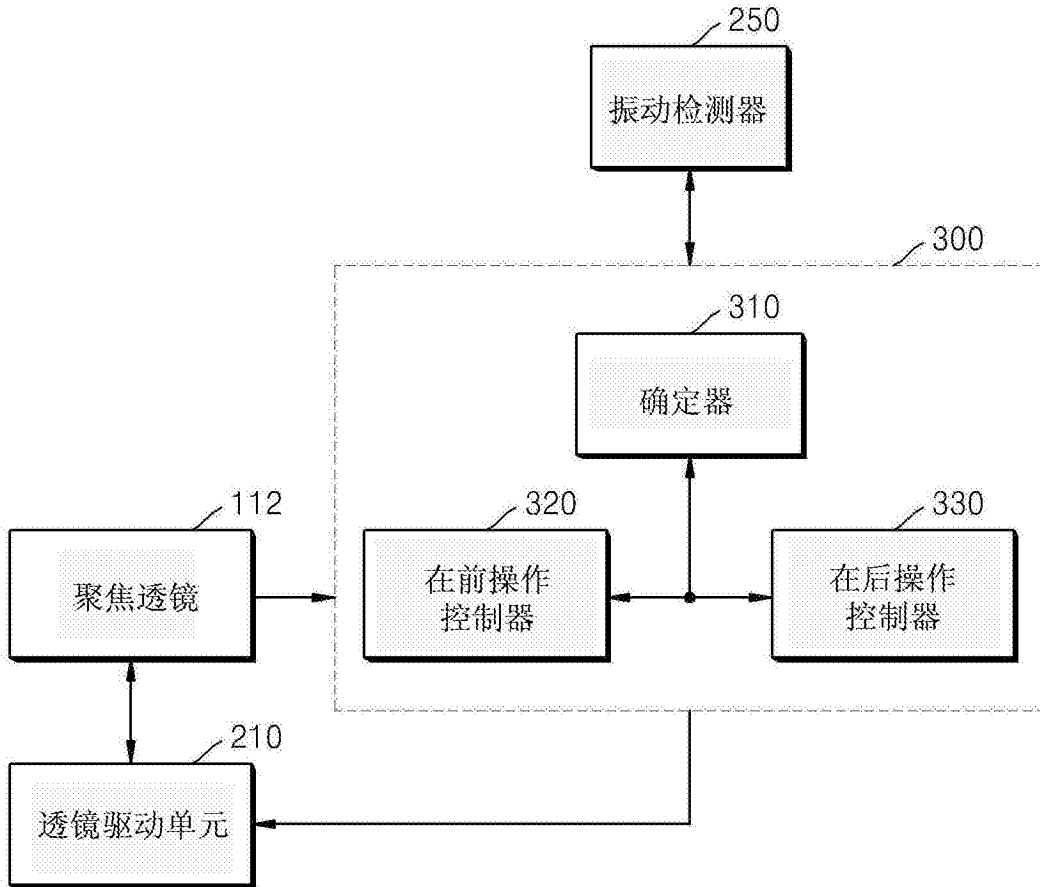 250
振动检测器
300
310
确定器
112
聚焦透镜
320
在前操作
控制器
330
在后操作
控制器
210
透镜驱动单元